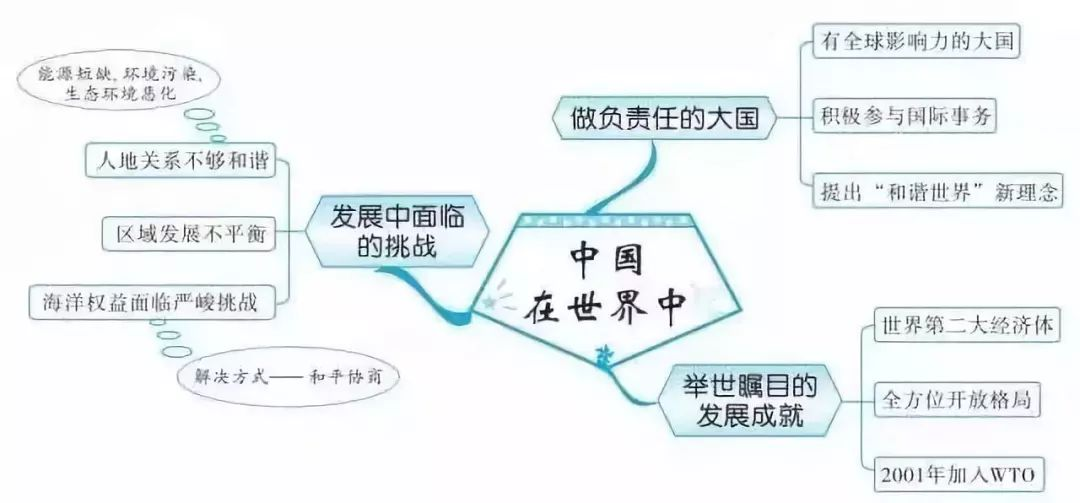 中国
在世界中
做负责任的大国
有全球影响力的大国
积极参与国际事务
提出“和谐世界”新理念
举世瞩目的
发展成就
世界第二大经济体
全方位开放格局
2001年加入WTO
发展中面临
的挑战
能源短缺,环境污染,
生态环境恶化
人地关系不够和谐
区域发展不平衡
海洋权益面临严峻挑战
解决方式——和平协商